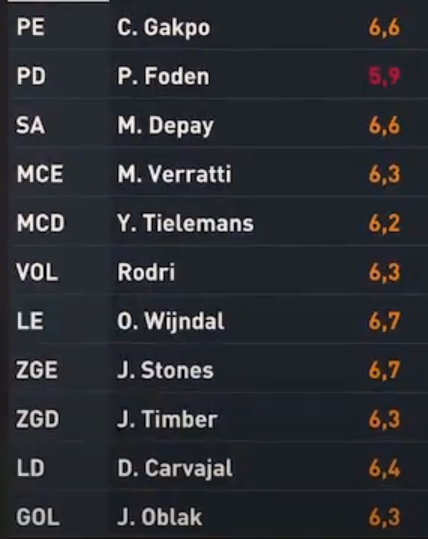 PE C. Gakpo 6,6
PD P. Foden 5,9
SA M. Depay 6,6
MCE M. Verratti 6,3
MCD Y. Tielemans 6,2
VOL Rodri 6,3
LE O. Wijndal 6,7
ZGE J. Stones 6,7
ZGD J. Timber 6,3
LD D. Carvajal 6,4
GOL J. Oblak 6,3